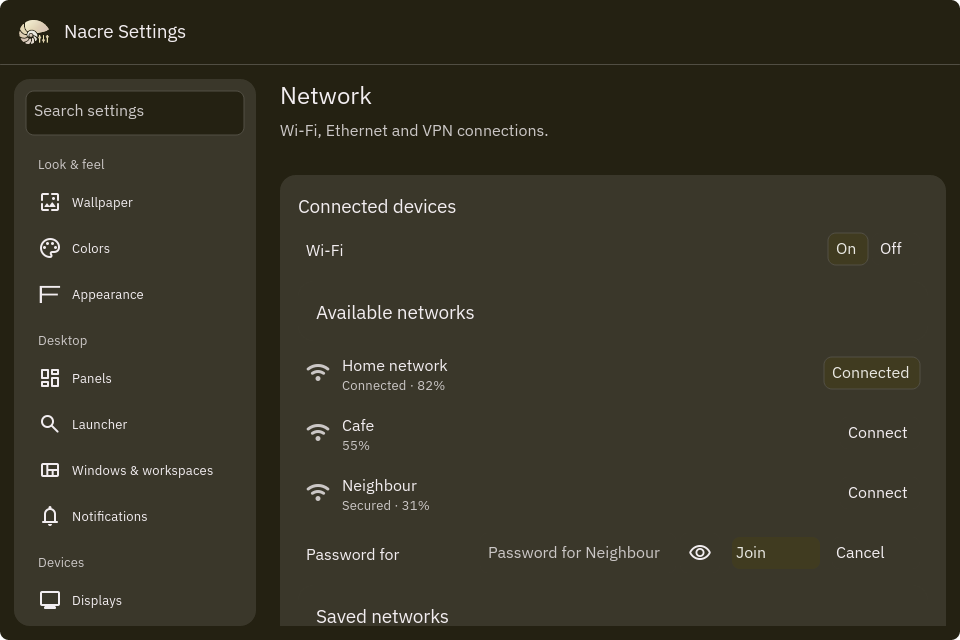 Nacre Settings
Search settings
Look & feel
Wallpaper
Colors
Appearance
Desktop
Panels
Launcher
Windows & workspaces
Notifications
Devices
Displays
Network
Wi-Fi, Ethernet and VPN connections.
Connected devices
Wi-Fi
On
Off
Available networks
Home network
Connected · 82%
Connected
Cafe
55%
Connect
Neighbour
Secured · 31%
Connect
Password for
Password for Neighbour
Join
Cancel
Saved networks